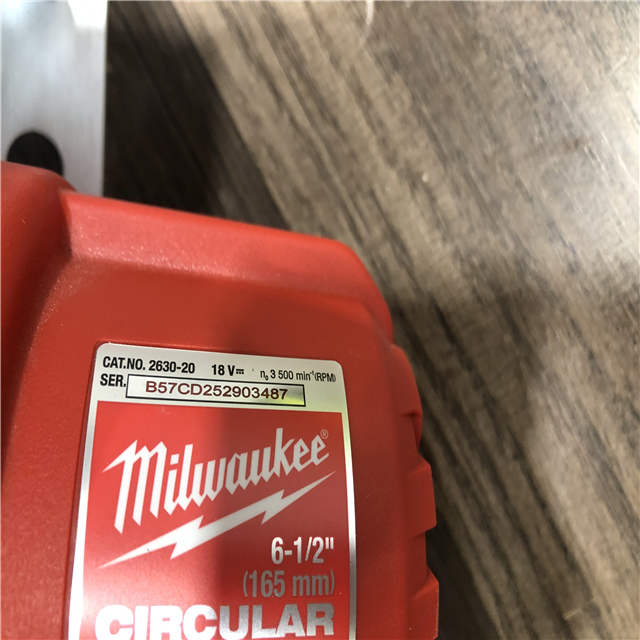 CAT.NO. 2630-20 18 V⎓ n₀ 3 500 min⁻¹(RPM)
SER. B57CD252903487
Milwaukee®
6-1/2"
(165 mm)
CIRCULAR